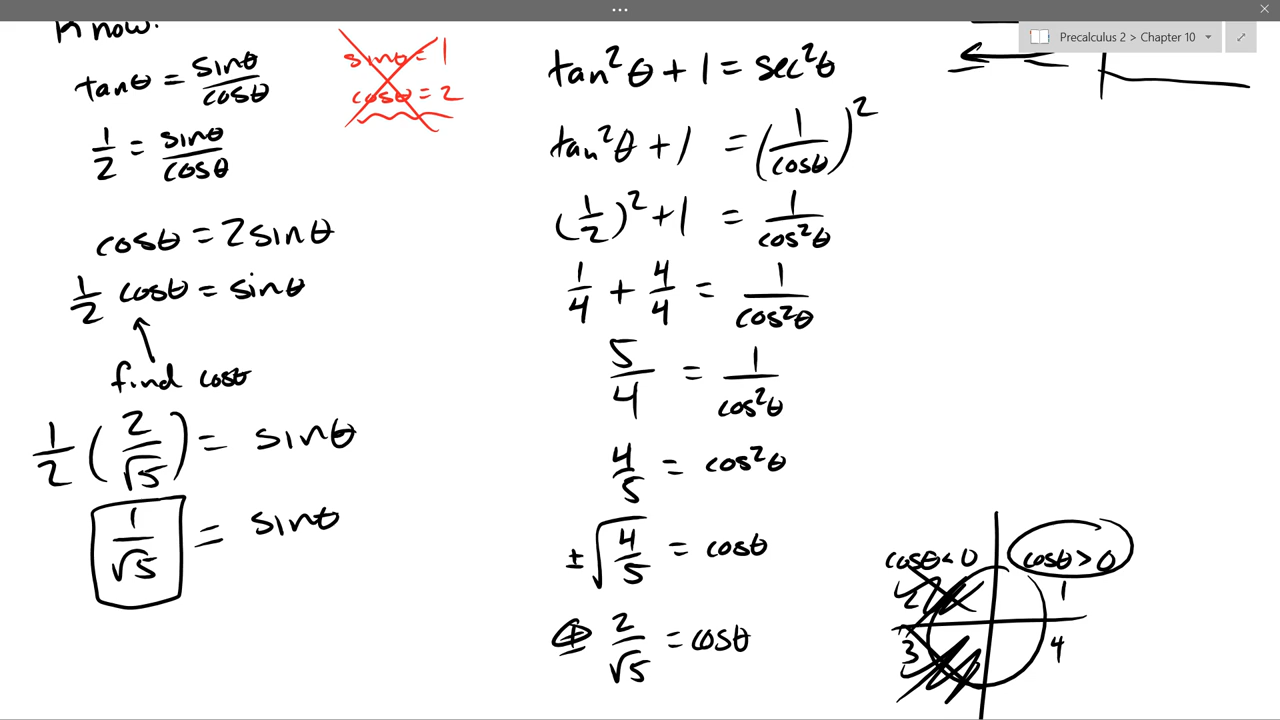 Know:
tanθ = sinθ/cosθ
1/2 = sinθ/cosθ
cosθ = 2sinθ
1/2 cosθ = sinθ
find cosθ
1/2 (2/√5) = sinθ
1/√5 = sinθ
sinθ = 1
cosθ = 2
tan²θ + 1 = sec²θ
tan²θ + 1 = (1/cosθ)²
(1/2)² + 1 = 1/cos²θ
1/4 + 4/4 = 1/cos²θ
5/4 = 1/cos²θ
4/5 = cos²θ
±√(4/5) = cosθ
+ 2/√5 = cosθ
Precalculus 2 > Chapter 10
cosθ < 0 cosθ > 0
2 1
3 4